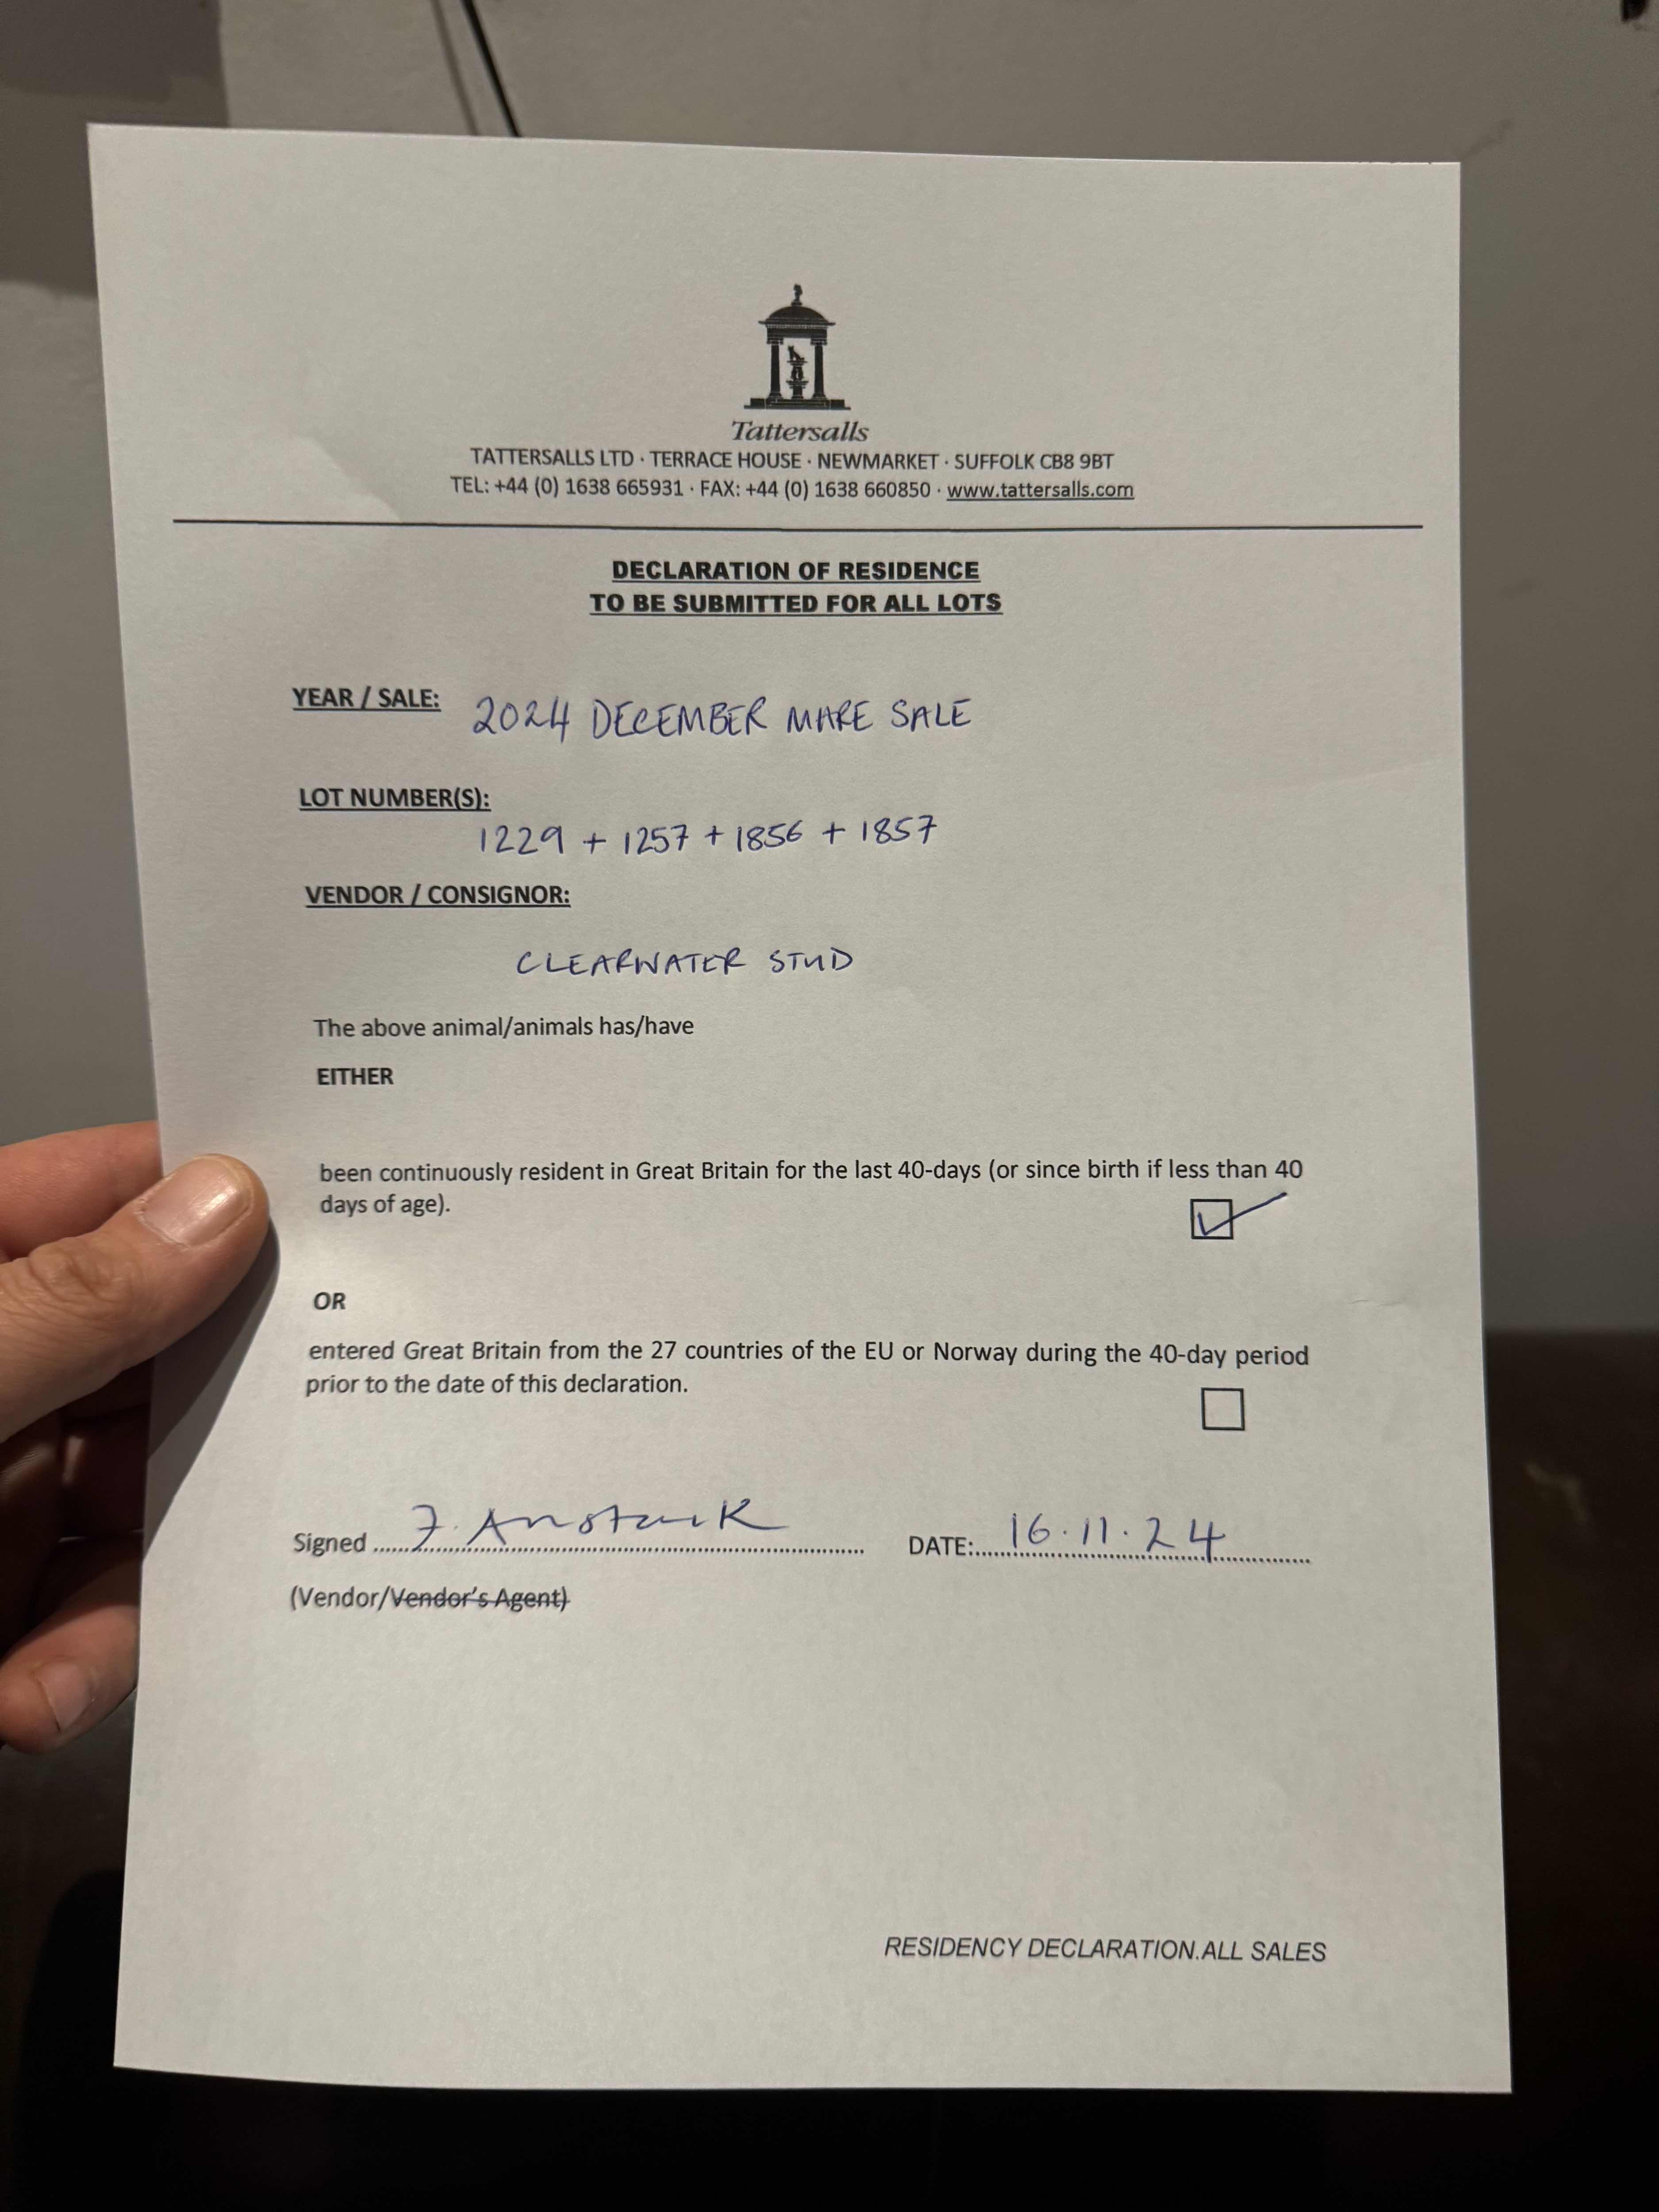 Tattersalls
TATTERSALLS LTD · TERRACE HOUSE · NEWMARKET · SUFFOLK CB8 9BT
TEL: +44 (0) 1638 665931 · FAX: +44 (0) 1638 660850 · www.tattersalls.com
DECLARATION OF RESIDENCE
TO BE SUBMITTED FOR ALL LOTS
YEAR / SALE: 2024 DECEMBER MARE SALE
LOT NUMBER(S):
1229 + 1257 + 1856 + 1857
VENDOR / CONSIGNOR:
CLEARWATER STUD
The above animal/animals has/have
EITHER
been continuously resident in Great Britain for the last 40-days (or since birth if less than 40
days of age).
OR
entered Great Britain from the 27 countries of the EU or Norway during the 40-day period
prior to the date of this declaration.
Signed DATE: 16.11.24
(Vendor/Vendor's Agent)
RESIDENCY DECLARATION.ALL SALES